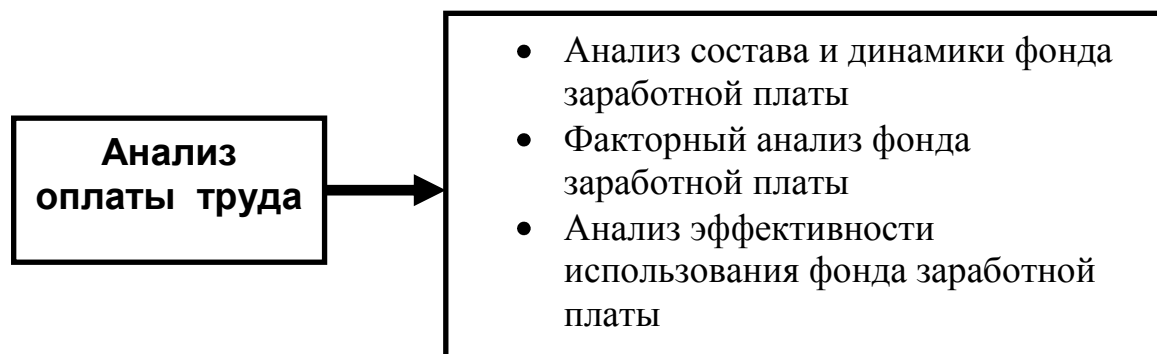 Анализ
оплаты труда
• Анализ состава и динамики фонда
заработной платы
• Факторный анализ фонда
заработной платы
• Анализ эффективности
использования фонда заработной
платы